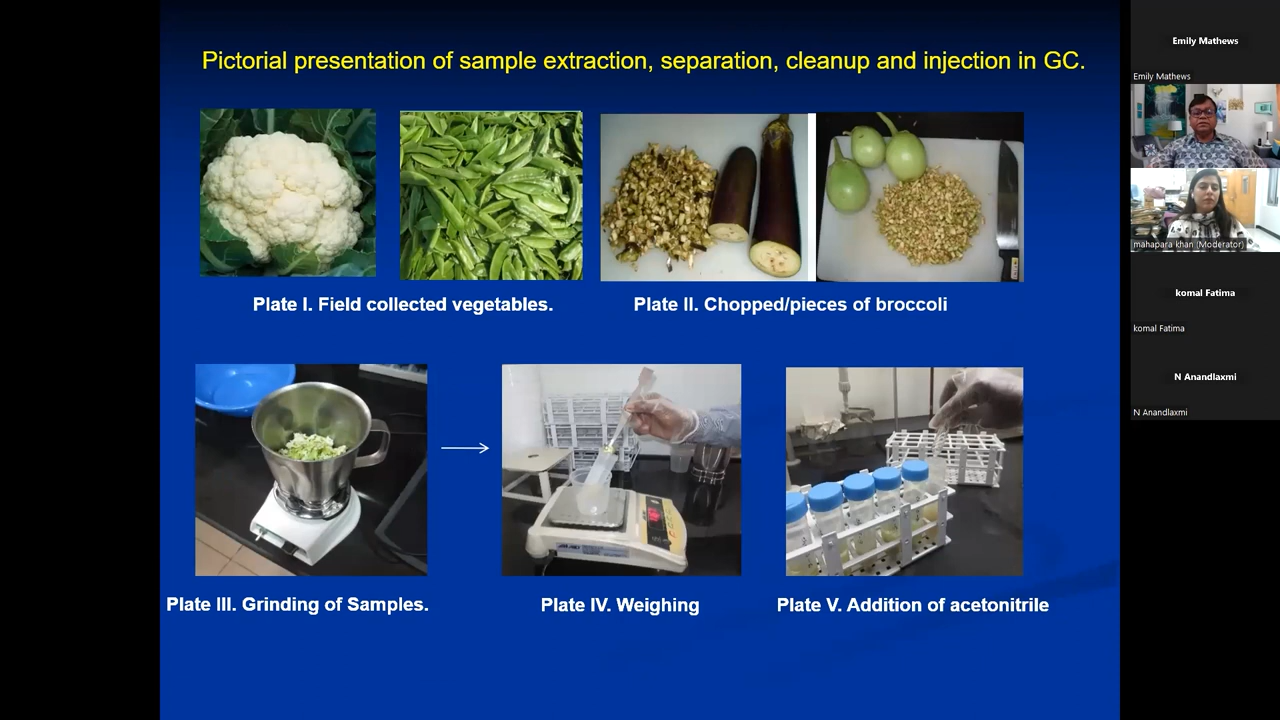 Pictorial presentation of sample extraction, separation, cleanup and injection in GC.
Plate I. Field collected vegetables.
Plate II. Chopped/pieces of broccoli
Plate III. Grinding of Samples.
Plate IV. Weighing
Plate V. Addition of acetonitrile
Emily Mathews
Emily Mathews
mahapara khan (Moderator)
komal Fatima
komal Fatima
N Anandlaxmi
N Anandlaxmi